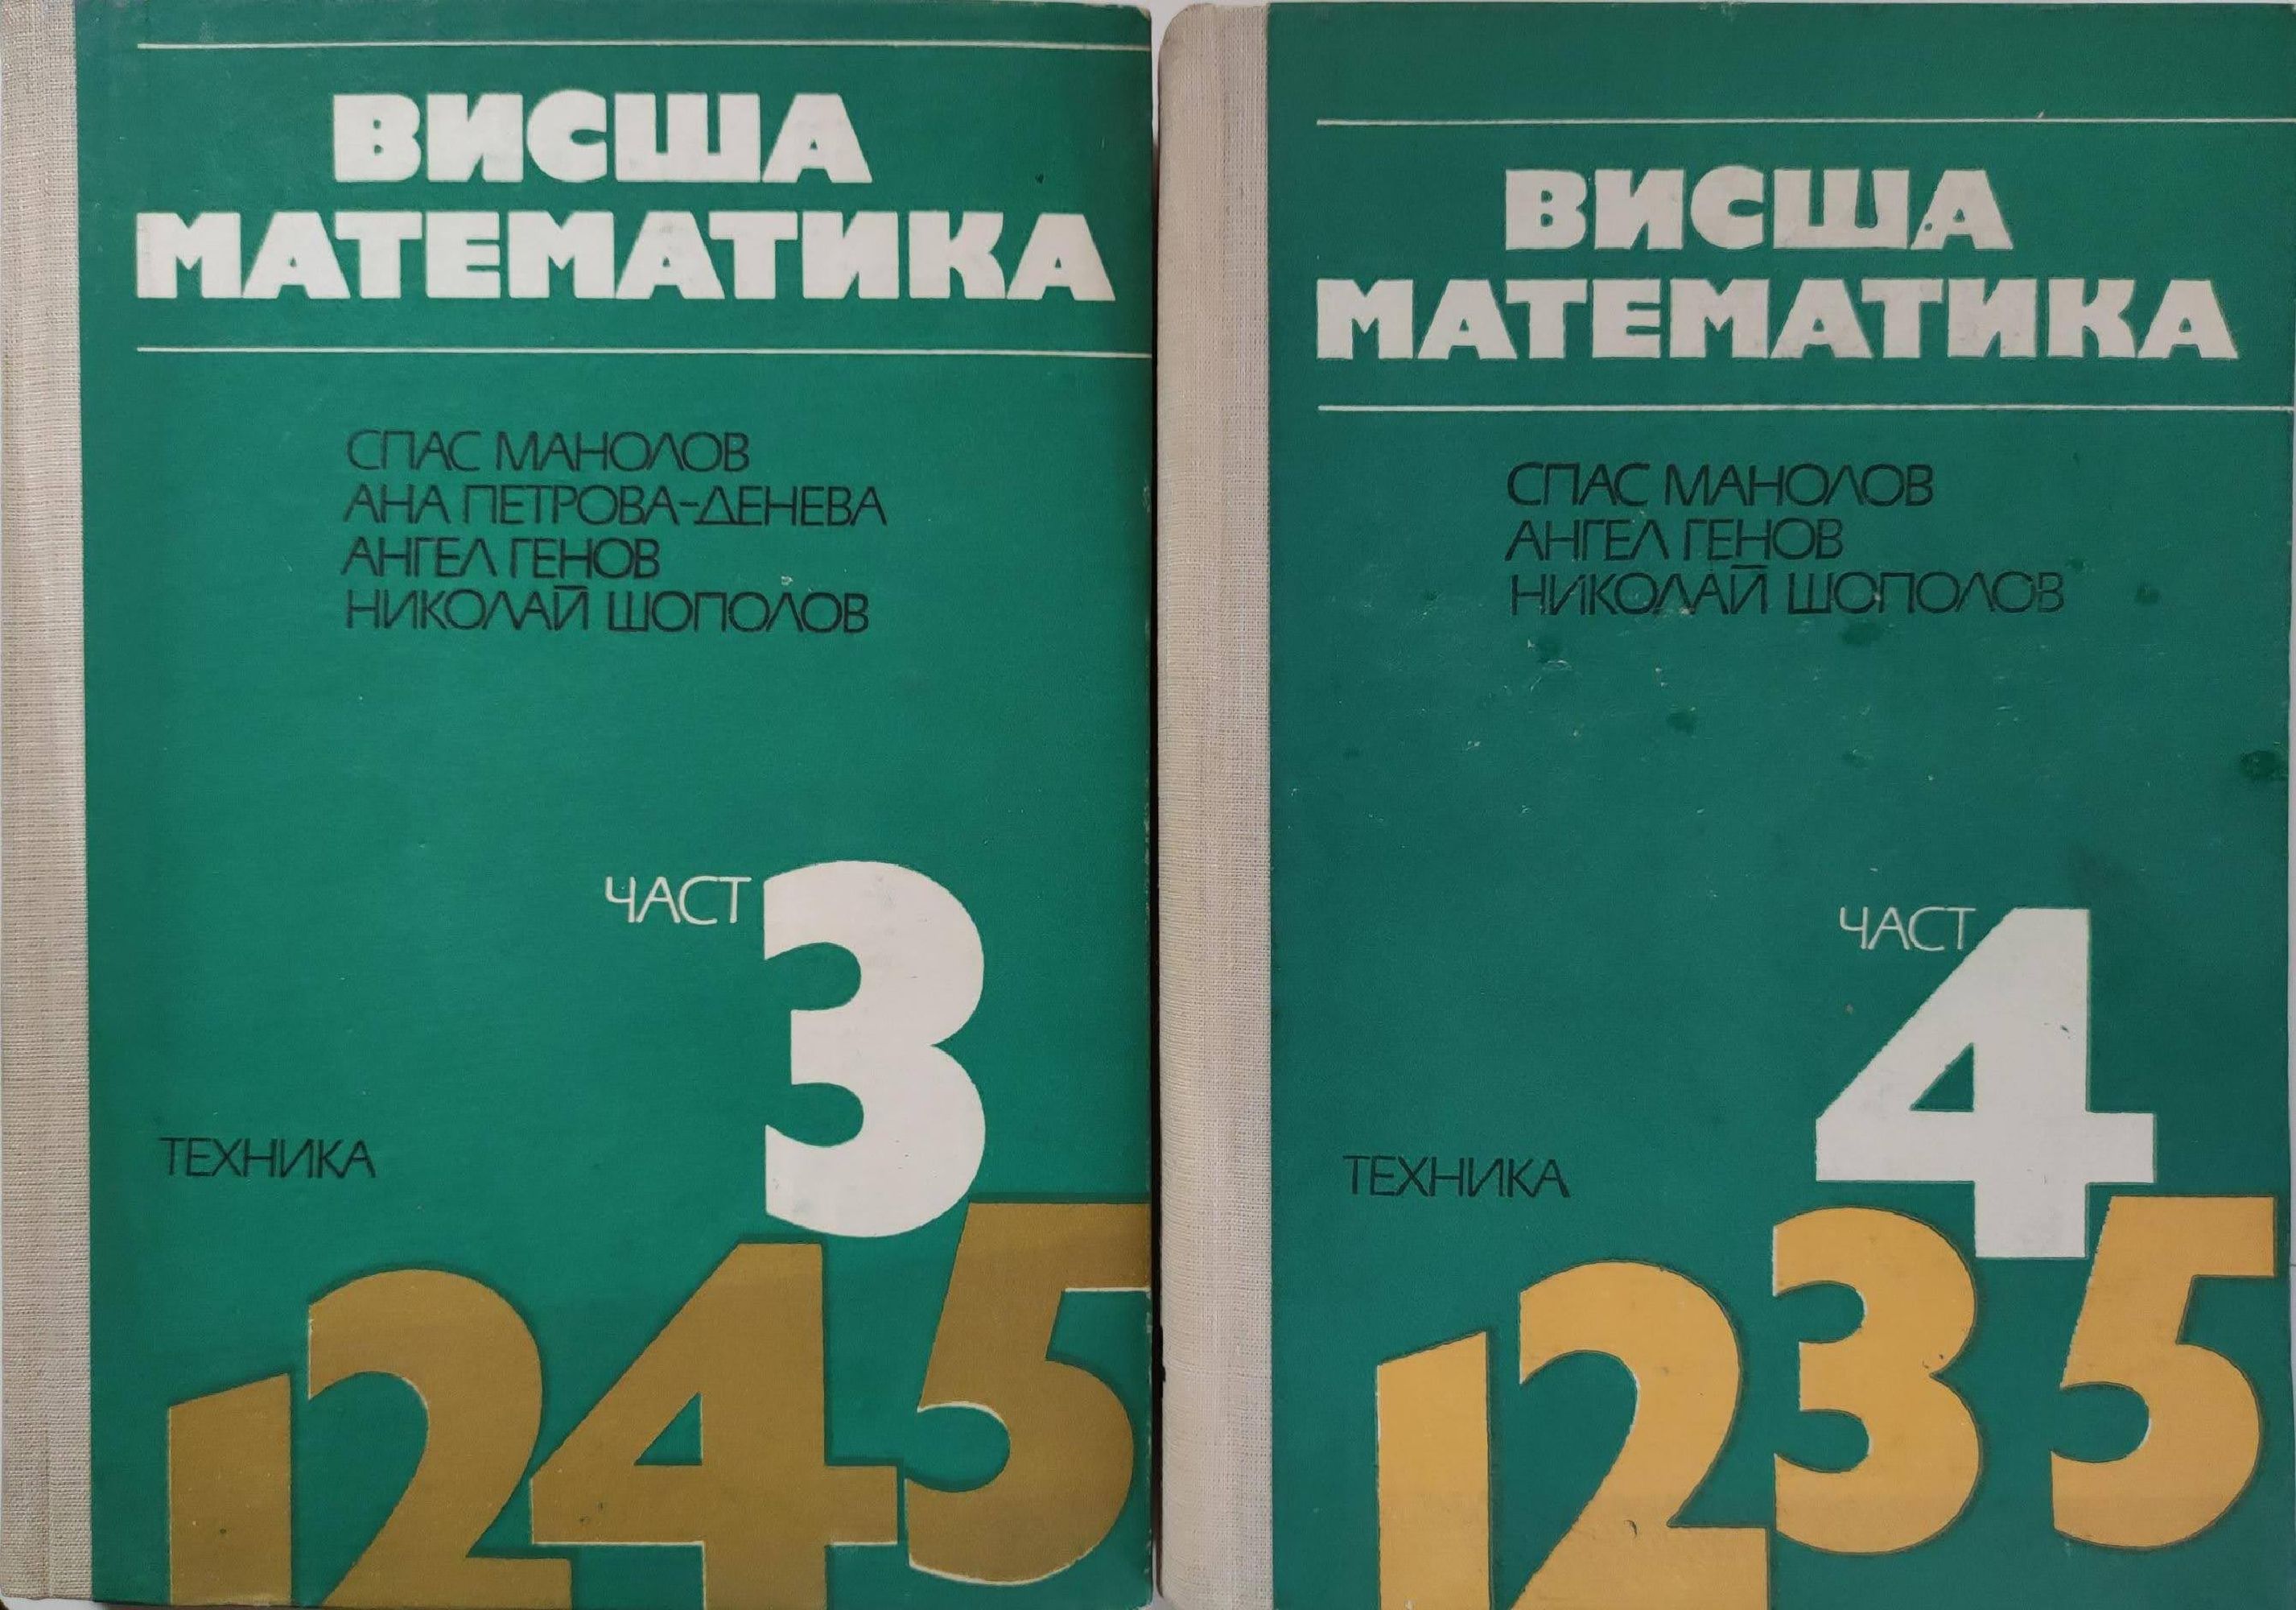 ВИСША
МАТЕМАТИКА
СПАС МАНОЛОВ
АНА ПЕТРОВА-ДЕНЕВА
АНГЕЛ ГЕНОВ
НИКОЛАЙ ШОПОЛОВ
ЧАСТ 3
ТЕХНИКА
1245
ВИСША
МАТЕМАТИКА
СПАС МАНОЛОВ
АНГЕЛ ГЕНОВ
НИКОЛАЙ ШОПОЛОВ
ЧАСТ 4
ТЕХНИКА
1235